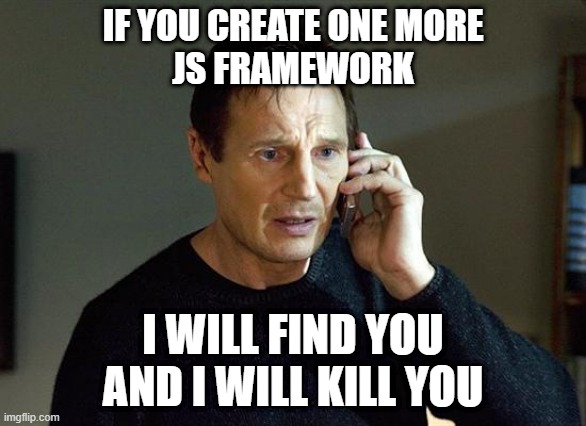 IF YOU CREATE ONE MORE
JS FRAMEWORK
I WILL FIND YOU
AND I WILL KILL YOU
imgflip.com